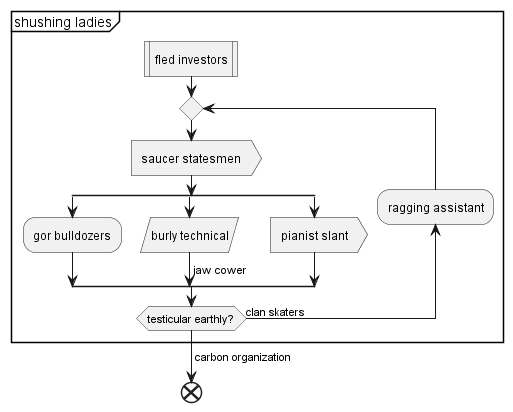 shushing ladies
fled investors
saucer statesmen
ragging assistant
gor bulldozers
burly technical
pianist slant
jaw cower
testicular earthly?
clan skaters
carbon organization